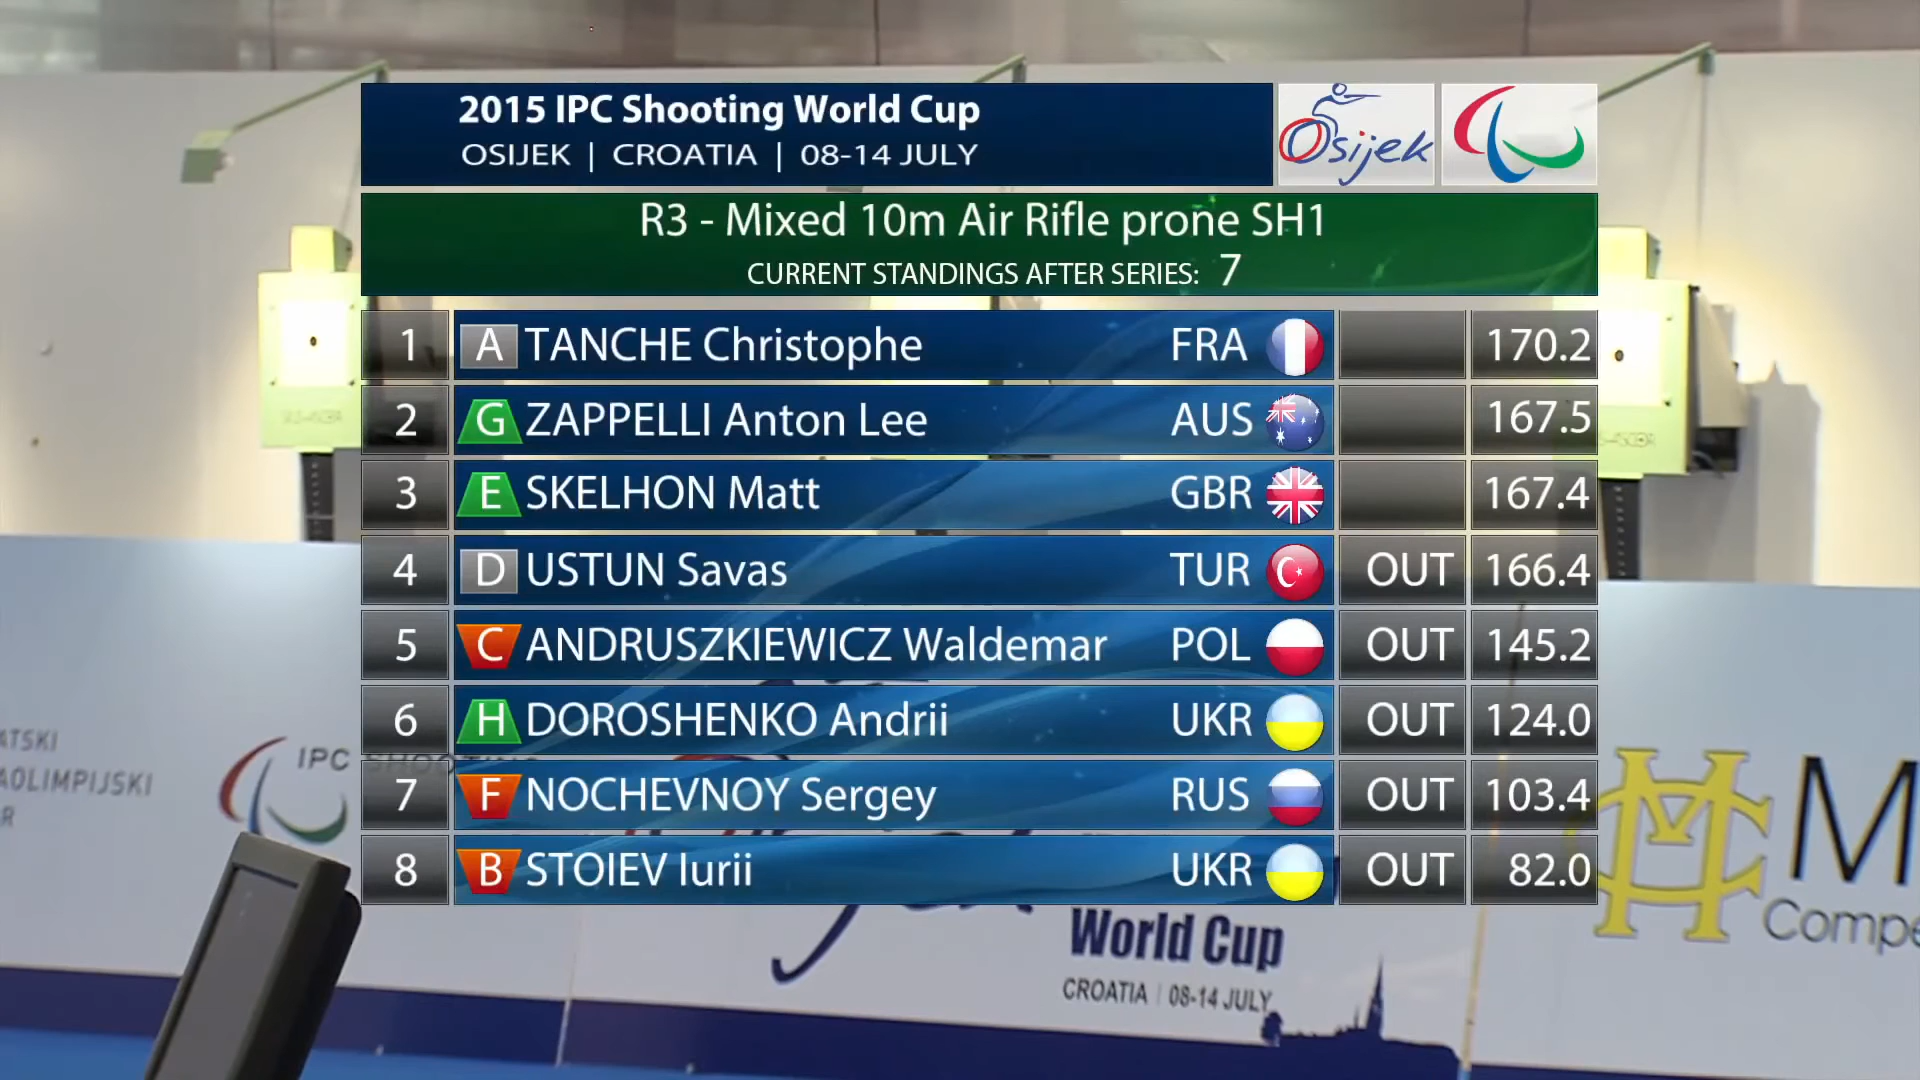 2015 IPC Shooting World Cup
OSIJEK | CROATIA | 08-14 JULY
Osijek
R3 - Mixed 10m Air Rifle prone SH1
CURRENT STANDINGS AFTER SERIES: 7
1 A TANCHE Christophe FRA 170.2
2 G ZAPPELLI Anton Lee AUS 167.5
3 E SKELHON Matt GBR 167.4
4 D USTUN Savas TUR OUT 166.4
5 C ANDRUSZKIEWICZ Waldemar POL OUT 145.2
6 H DOROSHENKO Andrii UKR OUT 124.0
7 F NOCHEVNOY Sergey RUS OUT 103.4
8 B STOIEV Iurii UKR OUT 82.0
IPC SHOOTING
World Cup
CROATIA | 08-14 JULY